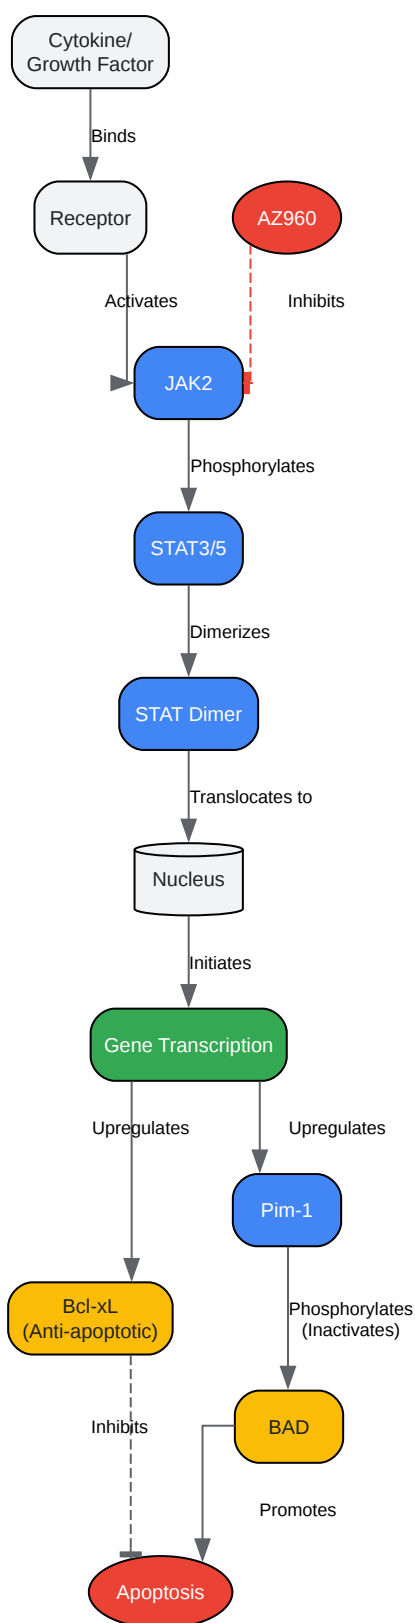 Cytokine/
Growth Factor
Binds
Receptor
AZ960
Activates
Inhibits
JAK2
Phosphorylates
STAT3/5
Dimerizes
STAT Dimer
Translocates to
Nucleus
Initiates
Gene Transcription
Upregulates
Upregulates
Pim-1
Bcl-xL
(Anti-apoptotic)
Phosphorylates
(Inactivates)
Inhibits
BAD
Promotes
Apoptosis